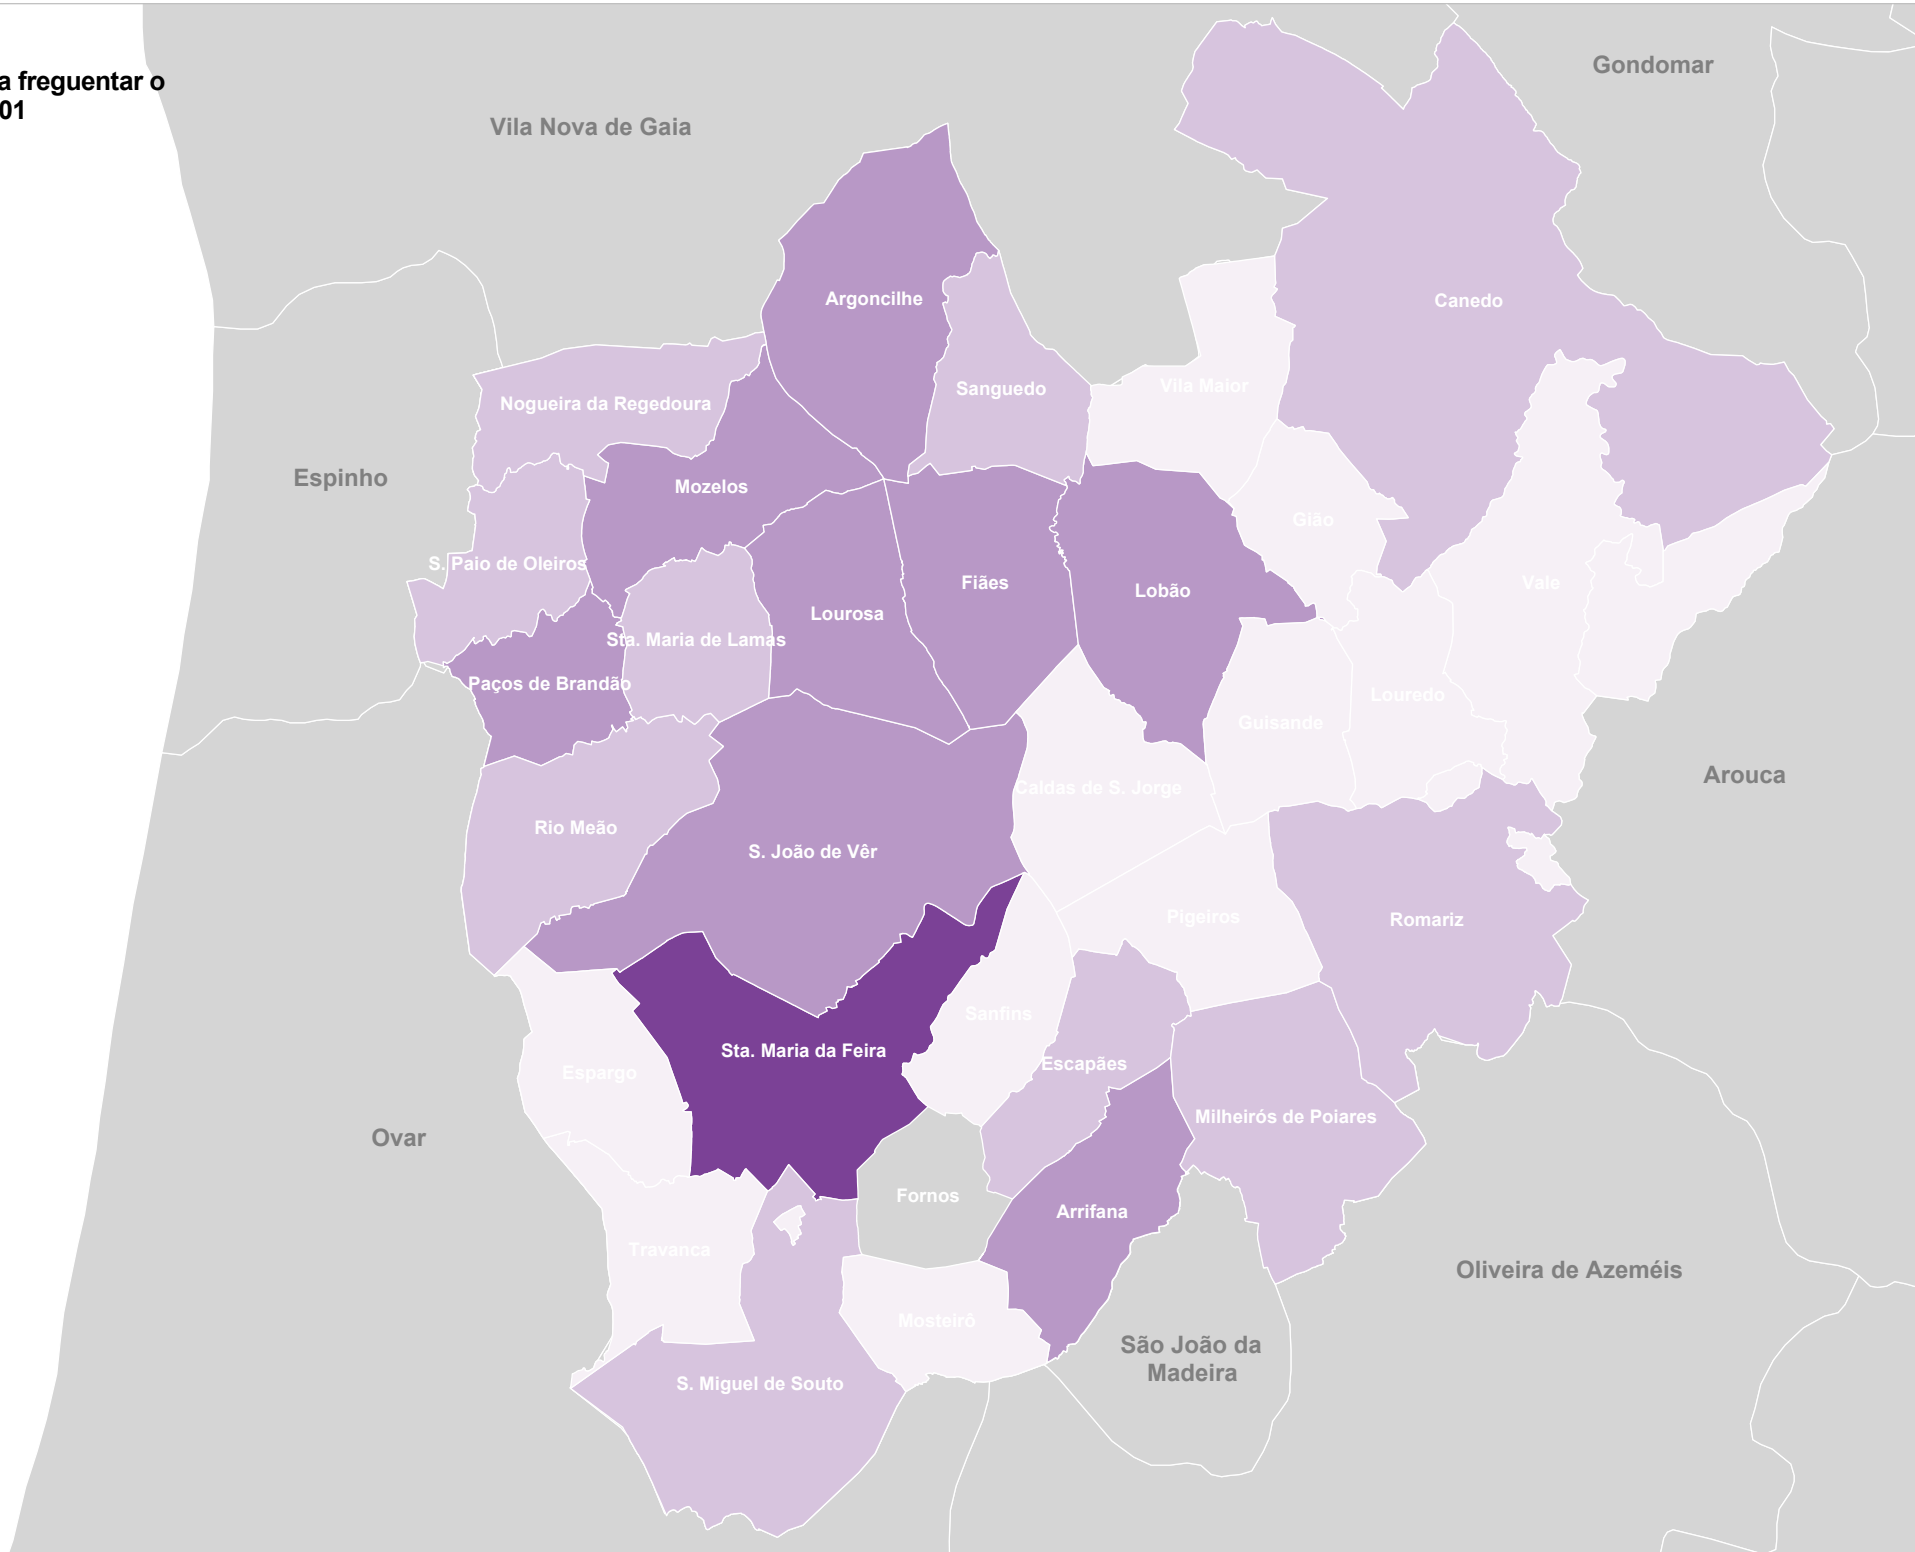 a freguentar o
01
Gondomar
Vila Nova de Gaia
Argoncilhe
Canedo
Sanguedo
Vila Maior
Nogueira da Regedoura
Espinho
Mozelos
Gião
S. Paio de Oleiros
Fiães
Lobão
Vale
Lourosa
Sta. Maria de Lamas
Paços de Brandão
Louredo
Guisande
Arouca
Caldas de S. Jorge
Rio Meão
S. João de Vêr
Pigeiros
Romariz
Sanfins
Sta. Maria da Feira
Escapães
Espargo
Milheirós de Poiares
Ovar
Fornos
Arrifana
Travanca
Oliveira de Azeméis
Mosteirô
São João da
Madeira
S. Miguel de Souto